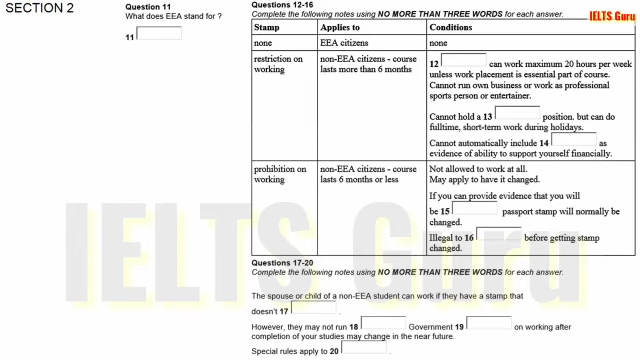 SECTION 2
Question 11
What does EEA stand for ?
11
Questions 12-16
Complete the following notes using NO MORE THAN THREE WORDS for each answer.
IELTS Guru
Stamp Applies to Conditions
none EEA citizens none
restriction on working
non-EEA citizens - course lasts more than 6 months
12 can work maximum 20 hours per week
unless work placement is essential part of course.
Cannot run own business or work as professional
sports person or entertainer.
Cannot hold a 13 position. but can do
fulltime, short-term work during holidays.
Cannot automatically include 14 as
evidence of ability to support yourself financially.
prohibition on working
non-EEA citizens - course lasts 6 months or less
Not allowed to work at all.
May apply to have it changed.
If you can provide evidence that you will
be 15 passport stamp will normally be
changed.
Illegal to 16 before getting stamp
changed.
IELTS Guru
Questions 17-20
Complete the following notes using NO MORE THAN THREE WORDS for each answer.
The spouse or child of a non-EEA student can work if they have a stamp that
doesn't 17 .
However, they may not run 18 Government 19 on working after
completion of your studies may change in the near future.
Special rules apply to 20 .